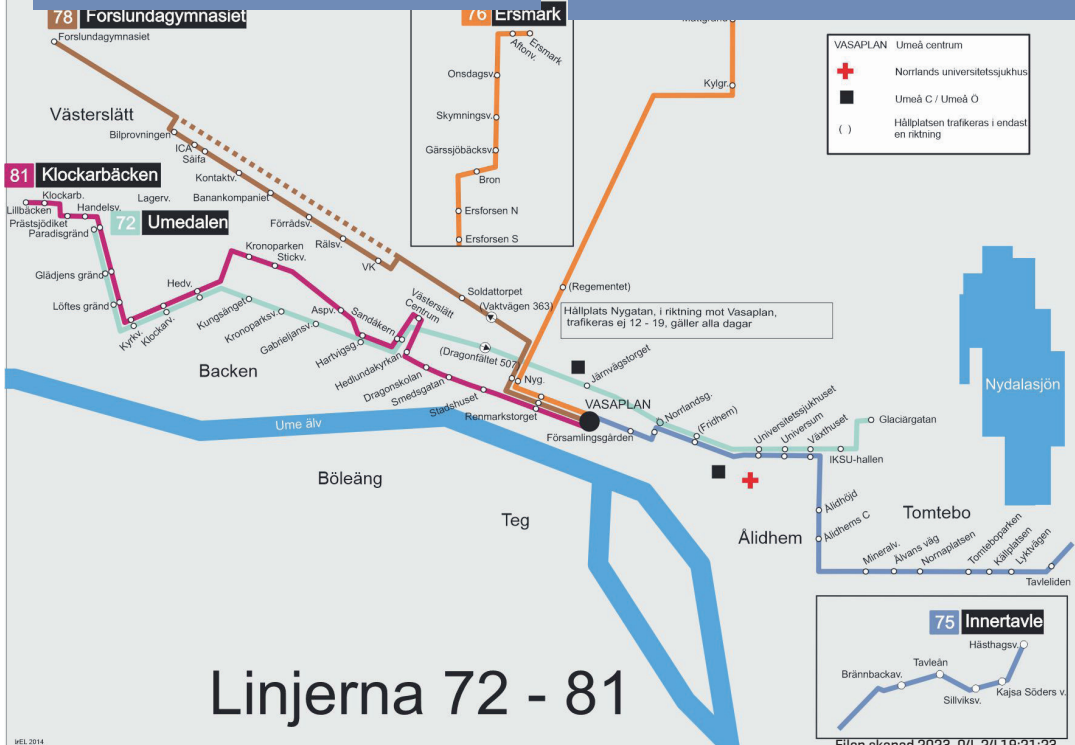 78 Forslundagymnasiet
Forslundagymnasiet
76 Ersmark
Aftonv.
Ersmark
Onsdagsv.
Skymningsv.
Gärssjöbäcksv.
Bron
Ersforsen N
Ersforsen S
Kylgr.
VASAPLAN Umeå centrum
Norrlands universitetssjukhus
Umeå C / Umeå Ö
( ) Hållplatsen trafikeras i endast
en riktning
Västerslätt
Bilprovningen
ICA
Säifa
Kontaktv.
Lagerv.
Banankompaniet
Förrådsv.
Rälsv.
VK
Soldattorpet
(Vaktvägen 363)
81 Klockarbäcken
Klockarb.
Lillbäcken
Handelsv.
Prästsjödiket
Paradisgränd
72 Umedalen
Glädjens gränd
Löftes gränd
Kyrkv.
Klockarv.
Hedv.
Kronoparken
Stickv.
Kungsänget
Kronoparksv.
Gabrieljansv.
Aspv.
Hartvigsg.
Sandåkern
Västerslätt
Centrum
Hedlundakyrkan
Dragonskolan
Smedsgatan
Stadshuset
Renmarkstorget
(Dragonfältet 507)
Nyg.
(Regementet)
Hållplats Nygatan, i riktning mot Vasaplan,
trafikeras ej 12 - 19, gäller alla dagar
Järnvägstorget
VASAPLAN
Församlingsgården
Ö Norrlandsg.
(Fridhem)
Universitetssjukhuset
Universum
Växthuset
IKSU-hallen
Glaciärgatan
Nydalasjön
Backen
Ume älv
Böleäng
Teg
Ålidhem
Ålidhöjd
Ålidhems C
Tomtebo
Mineralv.
Älvans väg
Nornaplatsen
Tomteboparken
Källplatsen
Lyktvägen
Tavleliden
75 Innertavle
Hästhagsv.
Brännbackav.
Tavleån
Sillviksv.
Kajsa Söders v.
Linjerna 72 - 81